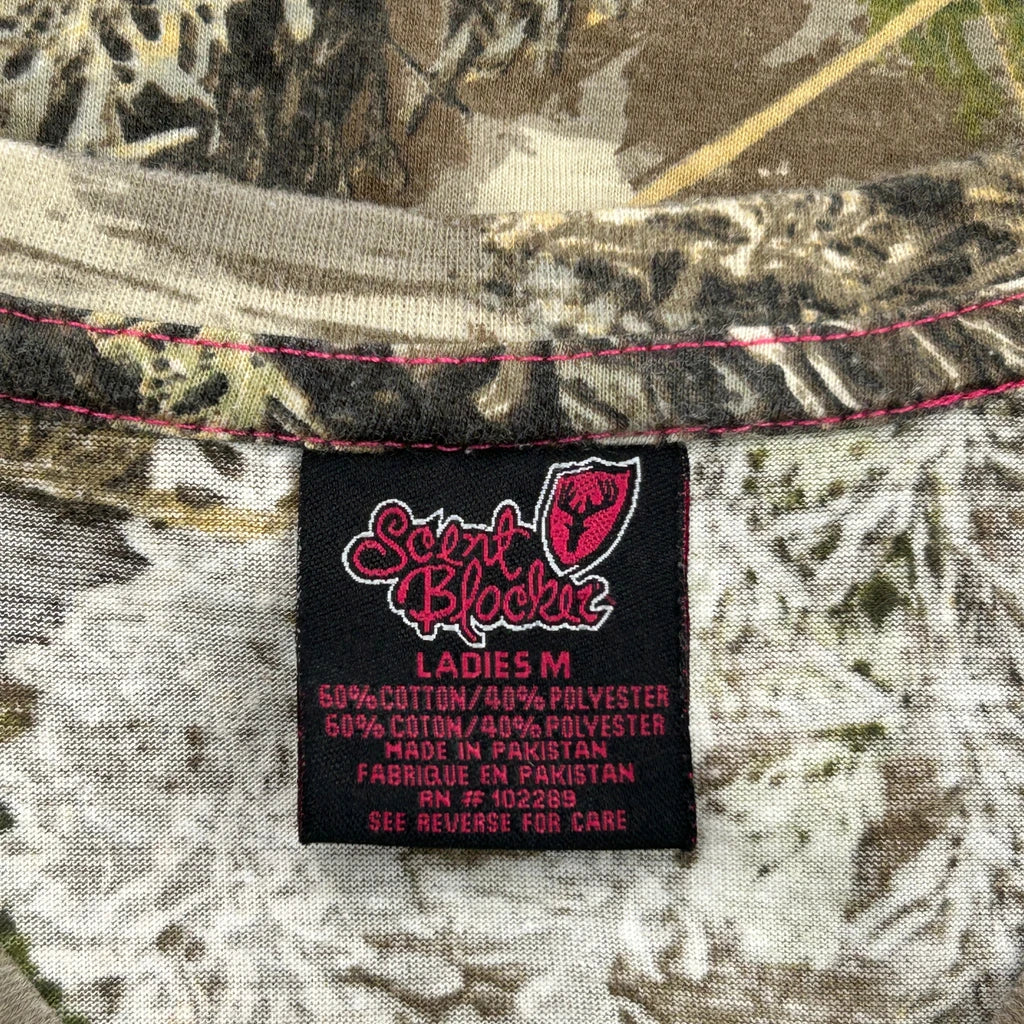 Scent
Blocker
LADIES M
60% COTTON/40% POLYESTER
60% COTON/40% POLYESTER
MADE IN PAKISTAN
FABRIQUE EN PAKISTAN
RN # 102289
SEE REVERSE FOR CARE